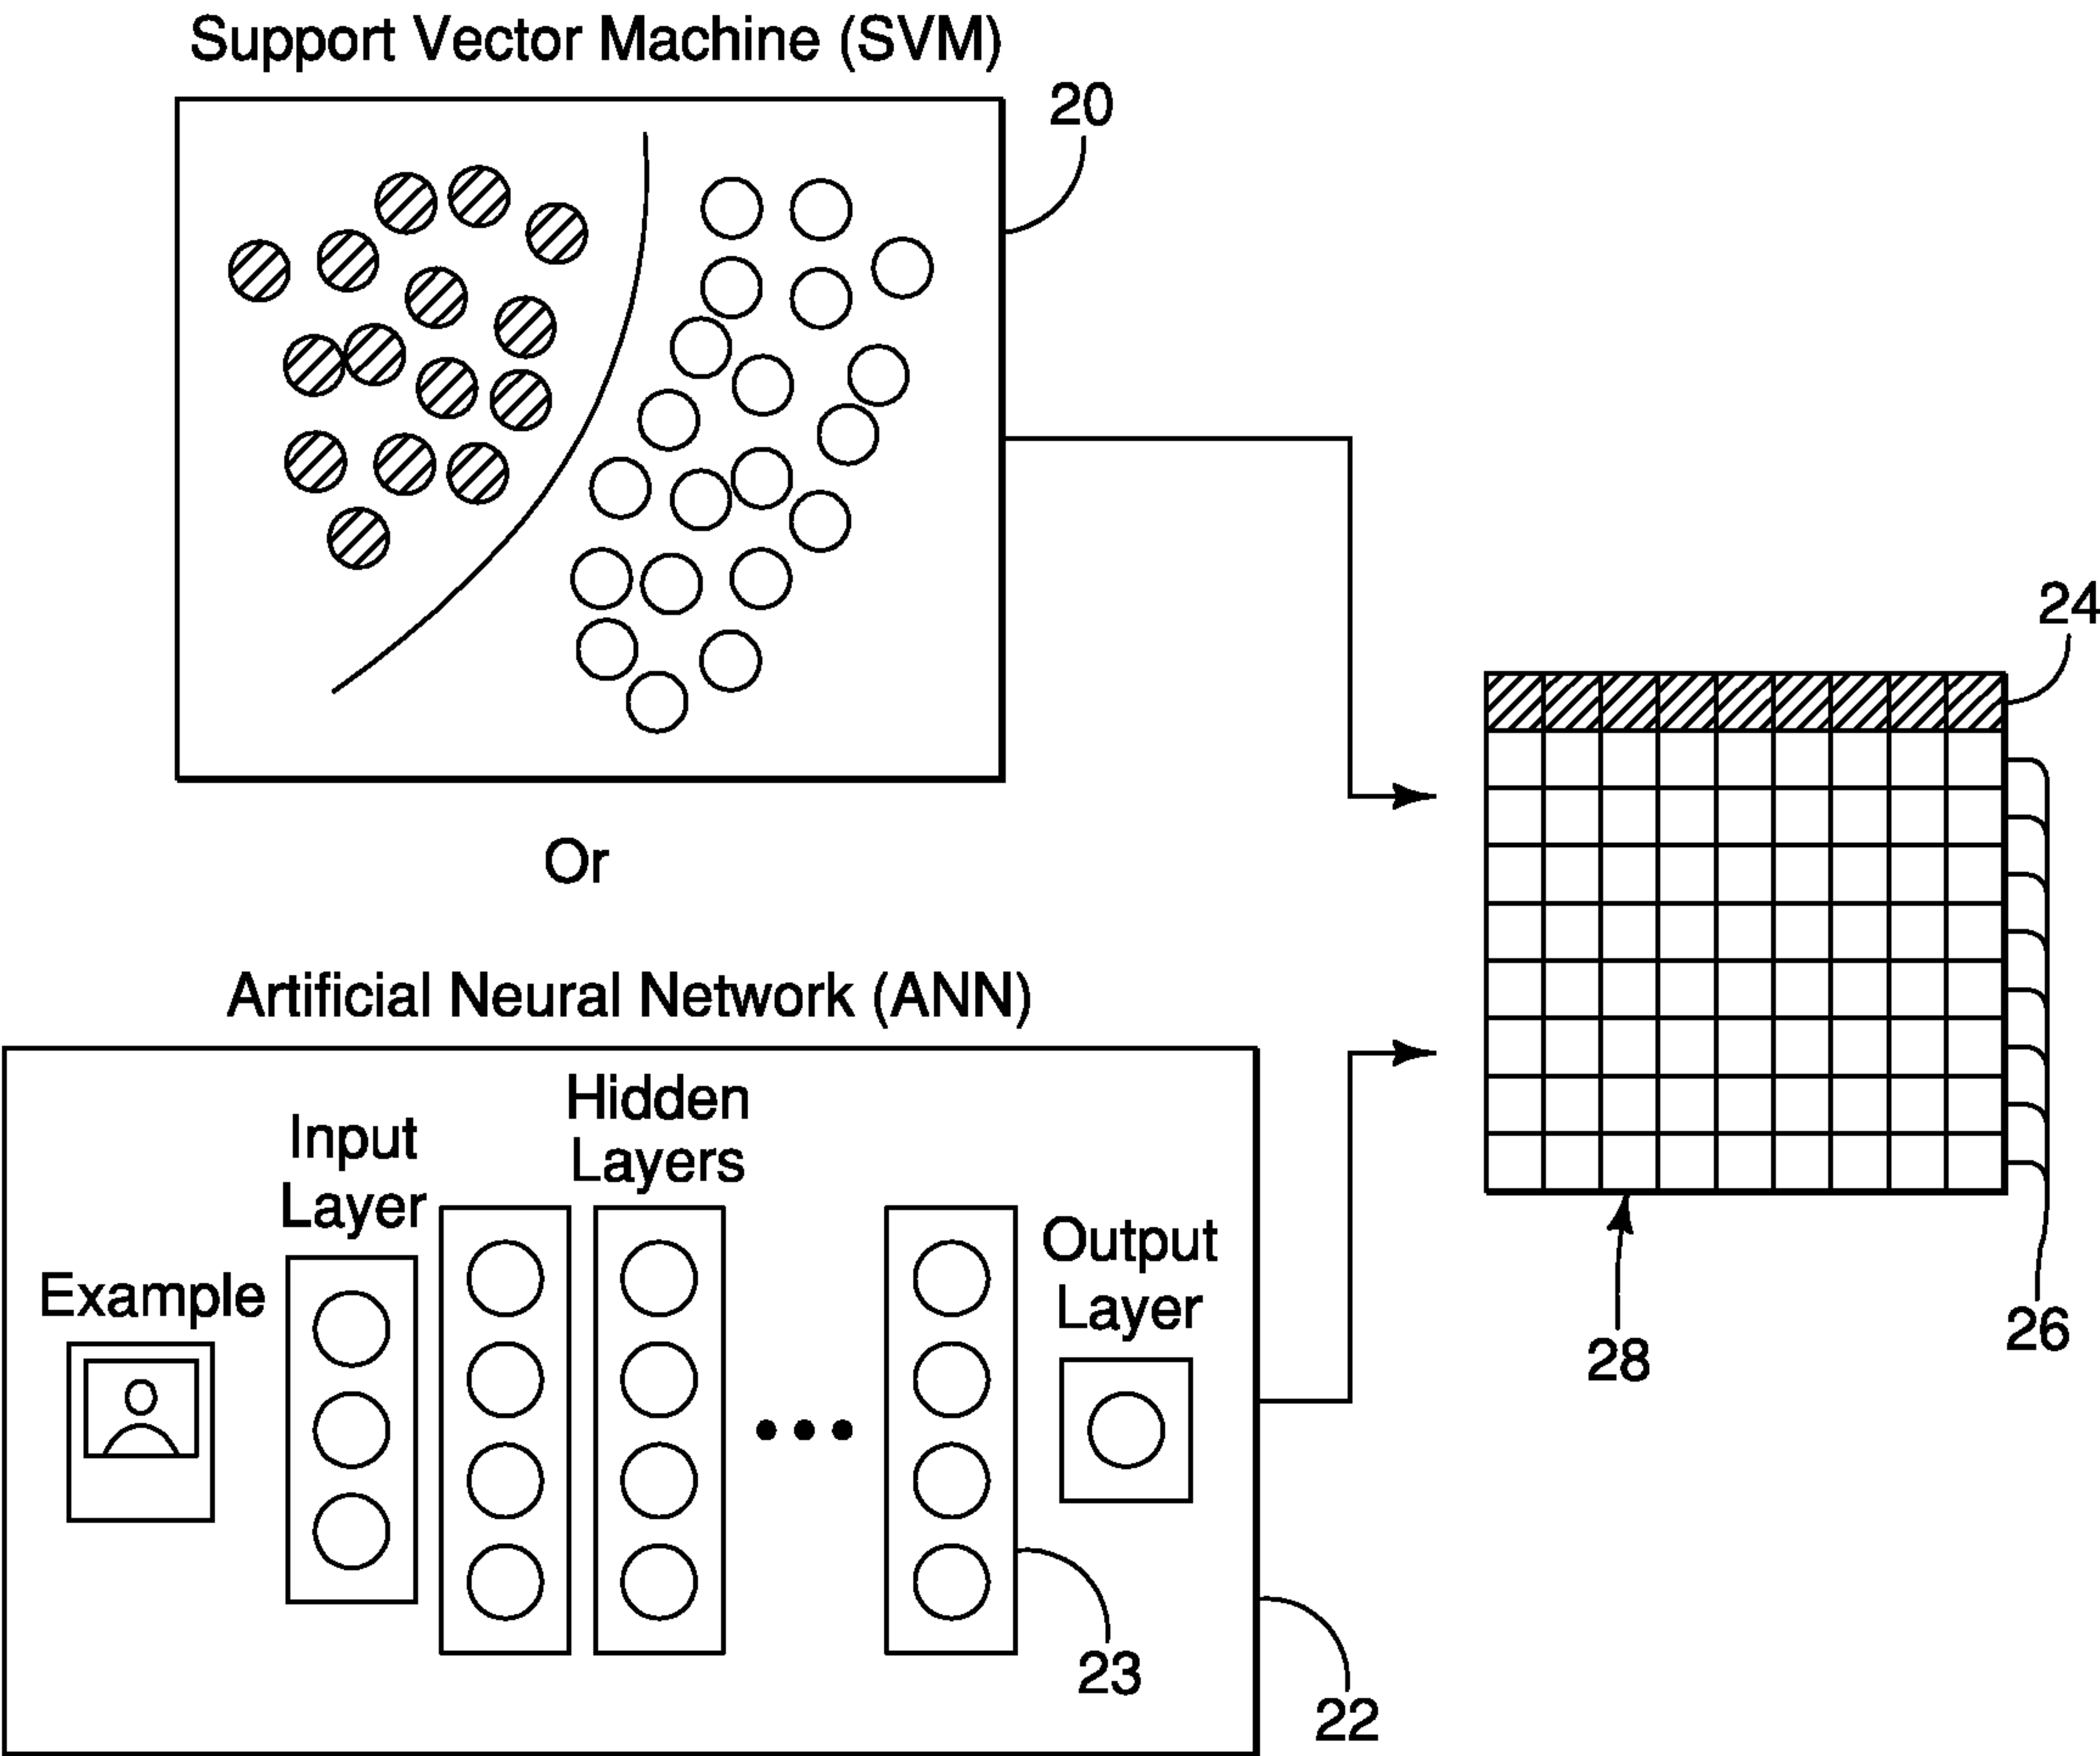 Support Vector Machine (SVM)
20
24
Or
Artificial Neural Network (ANN)
Hidden
Layers
Input
Layer
Output
Layer
Example
26
28
23
22